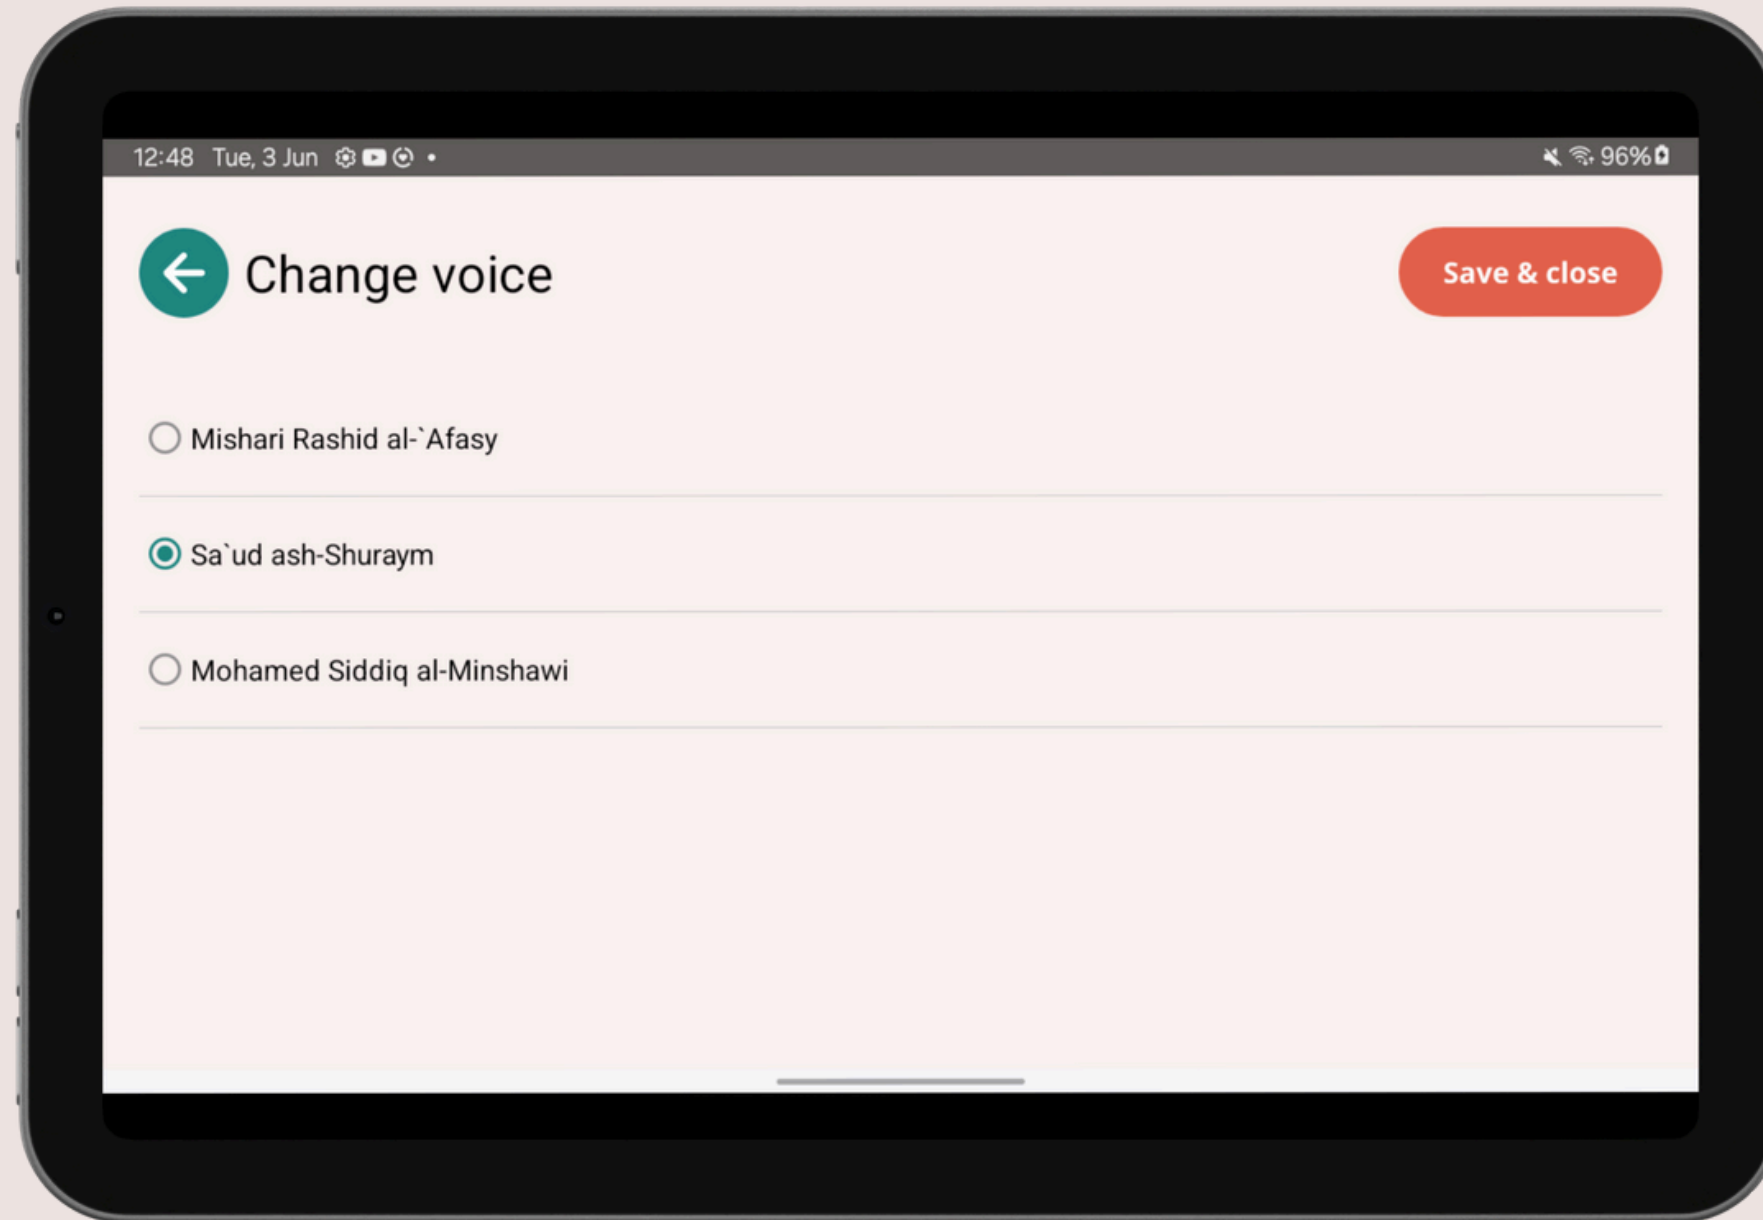 12:48 Tue, 3 Jun
96%
Change voice
Save & close
Mishari Rashid al-`Afasy
Sa`ud ash-Shuraym
Mohamed Siddiq al-Minshawi